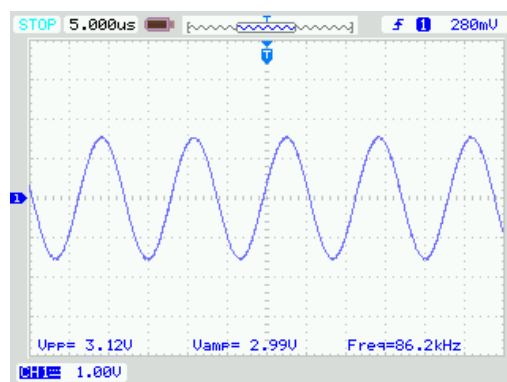 STOP 5.000us T F 1 280mV
T
1
Vpp= 3.12V Vamp= 2.99V Freq=86.2kHz
CH1 1.00V